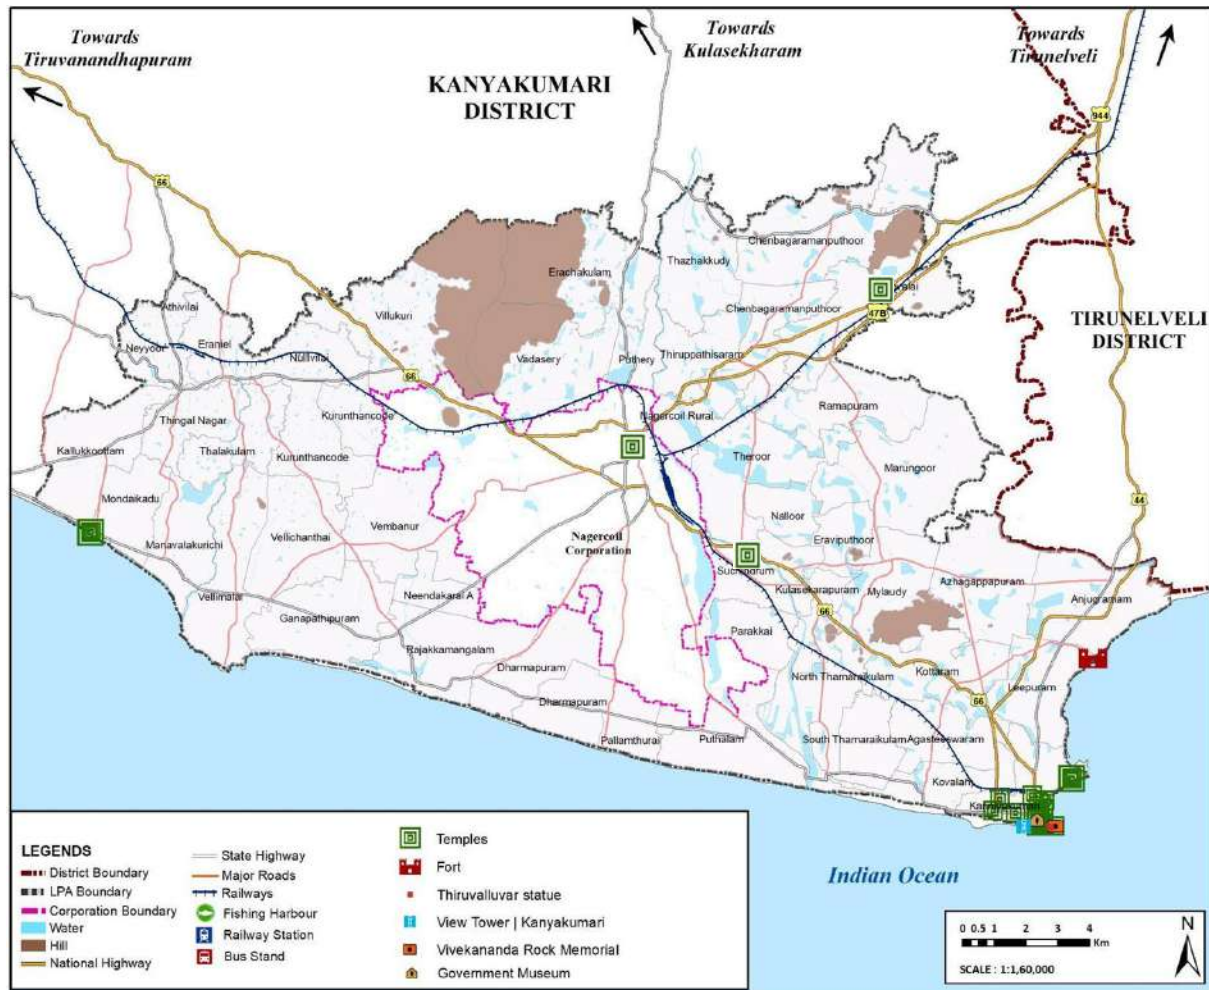 Towards
Tiruvanandhapuram
Towards
Kulasekharam
Towards
Tirunelveli
KANYAKUMARI
DISTRICT
944
66
Chenbagaramanputhoor
Thazhakkudy
Erachakulam
Athivilai
Villukuri
Chenbagaramanputhoor
47B
TIRUNELVELI
DISTRICT
Neyyoor
Eraniel
Nullivilai
Vadasery
Puthery
Thiruppathisaram
66
Kurunthancode
Nagercoil Rural
Ramapuram
Thingal Nagar
Kallukkoottam
Thalakulam
Kurunthancode
Theroor
Marungoor
Mondaikadu
44
Vembanur
Nalloor
Manavalakurichi
Vellichanthai
Nagercoil
Corporation
Eraviputhoor
Suchindrum
Azhagappapuram
Kulasekarapuram
Mylaudy
Vellimalai
Neendakarai A
Anjugramam
66
Ganapathipuram
Parakkai
Rajakkamangalam
Dharmapuram
North Thamaraikulam
Kottaram
Leepuram
Dharmapuram
66
Pallamthurai
Puthalam
South Thamaraikulam
Agasteeswaram
Kovalam
Indian Ocean
LEGENDS
District Boundary
LPA Boundary
Corporation Boundary
Water
Hill
National Highway
State Highway
Major Roads
Railways
Fishing Harbour
Railway Station
Bus Stand
Temples
Fort
Thiruvalluvar statue
View Tower | Kanyakumari
Vivekananda Rock Memorial
Government Museum
N
0 0.5 1 2 3 4
Km
SCALE : 1:1,60,000